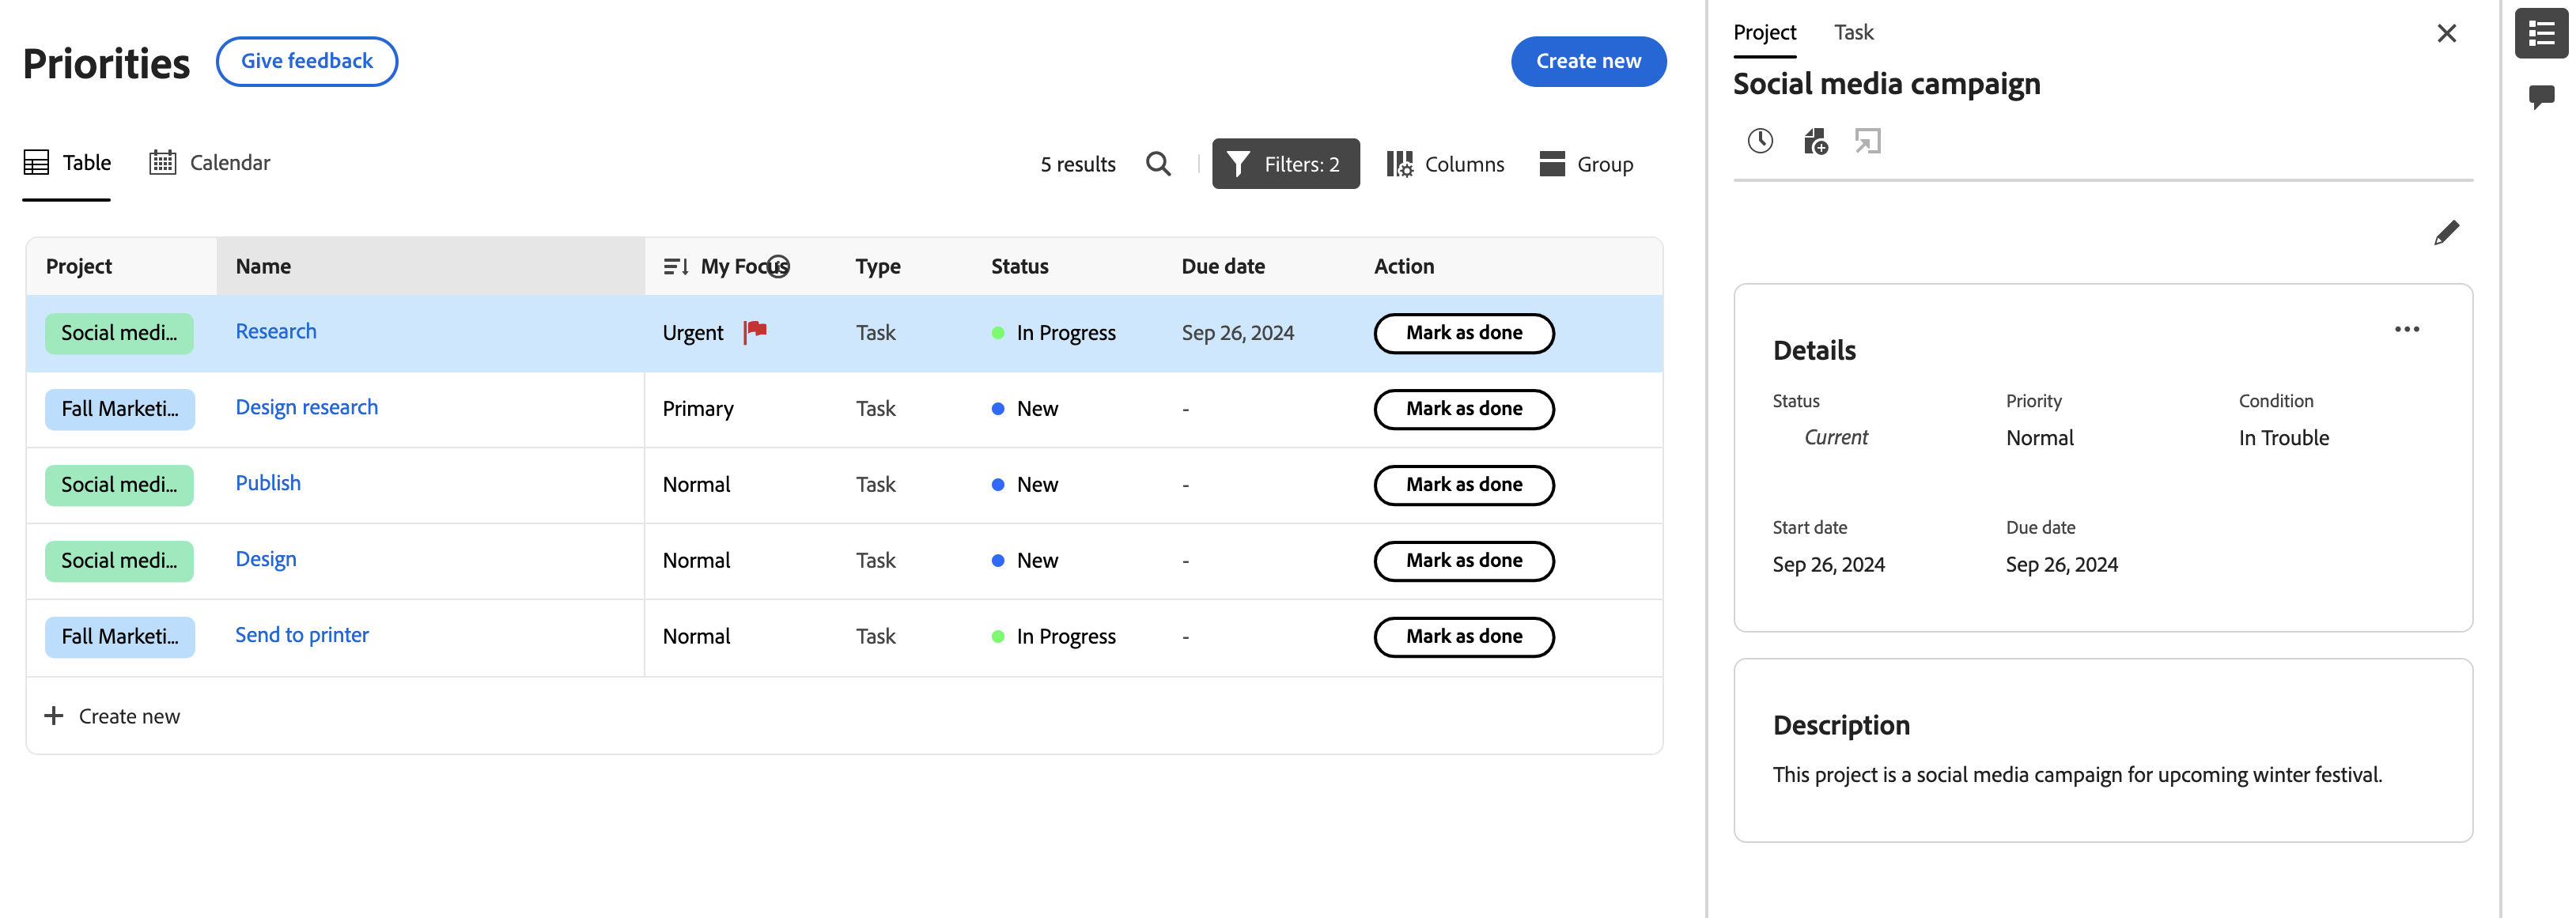 Priorities
Give feedback
Create new
Table
Calendar
5 results
Filters: 2
Columns
Group
Project Name My Focus Type Status Due date Action
Social medi... Research Urgent Task In Progress Sep 26, 2024 Mark as done
Fall Marketi... Design research Primary Task New - Mark as done
Social medi... Publish Normal Task New - Mark as done
Social medi... Design Normal Task New - Mark as done
Fall Marketi... Send to printer Normal Task In Progress - Mark as done
+ Create new
Project
Task
Social media campaign
Details
Status Priority Condition
Current Normal In Trouble
Start date Due date
Sep 26, 2024 Sep 26, 2024
Description
This project is a social media campaign for upcoming winter festival.